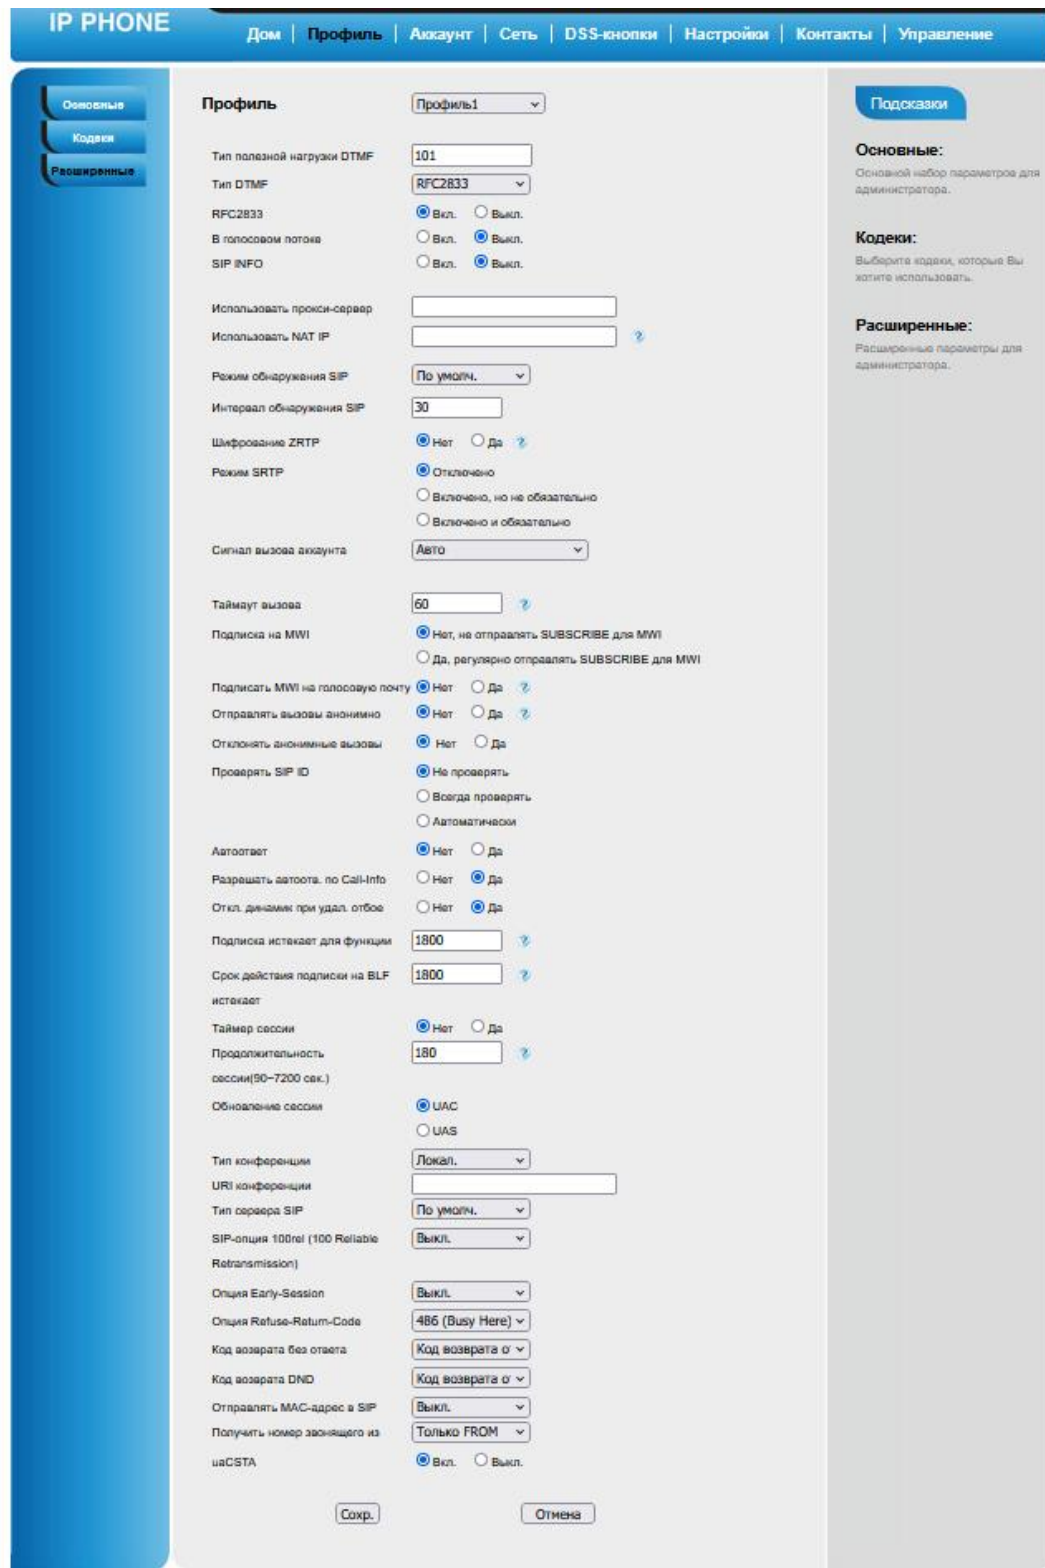 IP PHONE
Дом | Профиль | Аккаунт | Сеть | DSS-кнопки | Настройки | Контакты | Управление
Основные
Кодеки
Расширенные
Профиль Профиль1
Тип полезной нагрузки DTMF 101
Тип DTMF RFC2833
RFC2833 Вкл. Выкл.
В голосовом потоке Вкл. Выкл.
SIP INFO Вкл. Выкл.
Использовать прокси-сервер
Использовать NAT IP
Режим обнаружения SIP По умолч.
Интервал обнаружения SIP 30
Шифрование ZRTP Нет Да
Режим SRTP Отключено
Включено, но не обязательно
Включено и обязательно
Сигнал вызова аккаунта Авто
Таймаут вызова 60
Подписка на MWI Нет, не отправлять SUBSCRIBE для MWI
Да, регулярно отправлять SUBSCRIBE для MWI
Подписать MWI на голосовую почту Нет Да
Отправлять вызовы анонимно Нет Да
Отклонять анонимные вызовы Нет Да
Проверять SIP ID Не проверять
Всегда проверять
Автоматически
Автоответ Нет Да
Разрешать автоотв. по Call-Info Нет Да
Откл. динамик при удал. отбое Нет Да
Подписка истекает для функции 1800
Срок действия подписки на BLF 1800
истекает
Таймер сессии Нет Да
Продолжительность 180
сессии(90~7200 сек.)
Обновление сессии UAC
UAS
Тип конференции Локал.
URI конференции
Тип сервера SIP По умолч.
SIP-опция 100rel (100 Reliable Выкл.
Retransmission)
Опция Early-Session Выкл.
Опция Refuse-Return-Code 486 (Busy Here)
Код возврата без ответа Код возврата о
Код возврата DND Код возврата о
Отправлять MAC-адрес в SIP Выкл.
Получить номер звонящего из Только FROM
uaCSTA Вкл. Выкл.
Сохр. Отмена
Подсказки
Основные:
Основной набор параметров для
администратора.
Кодеки:
Выберите кодеки, которые Вы
хотите использовать.
Расширенные:
Расширенные параметры для
администратора.